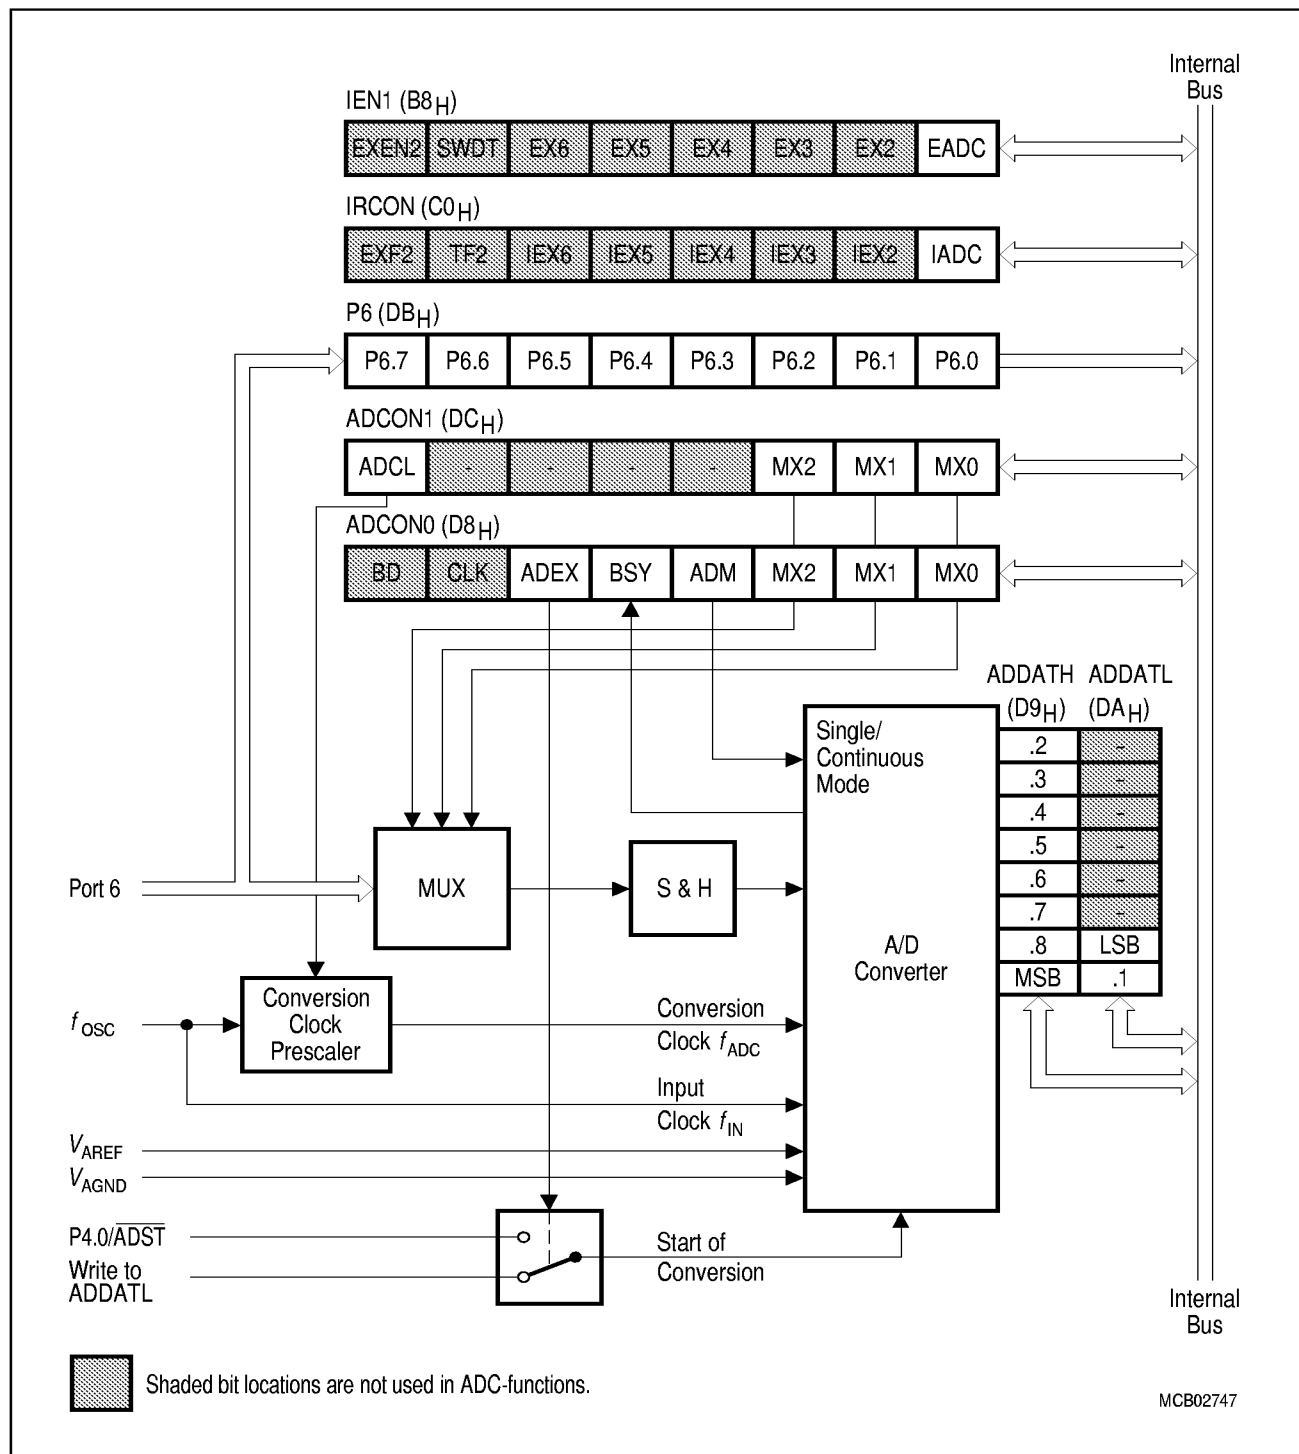 Internal
Bus
IEN1 (B8H)
EXEN2 SWDT EX6 EX5 EX4 EX3 EX2 EADC
IRCON (C0H)
EXF2 TF2 IEX6 IEX5 IEX4 IEX3 IEX2 IADC
P6 (DBH)
P6.7 P6.6 P6.5 P6.4 P6.3 P6.2 P6.1 P6.0
ADCON1 (DCH)
ADCL - - - - MX2 MX1 MX0
ADCON0 (D8H)
BD CLK ADEX BSY ADM MX2 MX1 MX0
ADDATH ADDATL
(D9H) (DAH)
.2 -
.3 -
.4 -
.5 -
.6 -
.7 -
.8 LSB
MSB .1
Single/
Continuous
Mode
Port 6
MUX
S & H
A/D
Converter
fOSC
Conversion
Clock
Prescaler
Conversion
Clock fADC
Input
Clock fIN
VAREF
VAGND
P4.0/ADST
Write to
ADDATL
Start of
Conversion
Internal
Bus
Shaded bit locations are not used in ADC-functions.
MCB02747